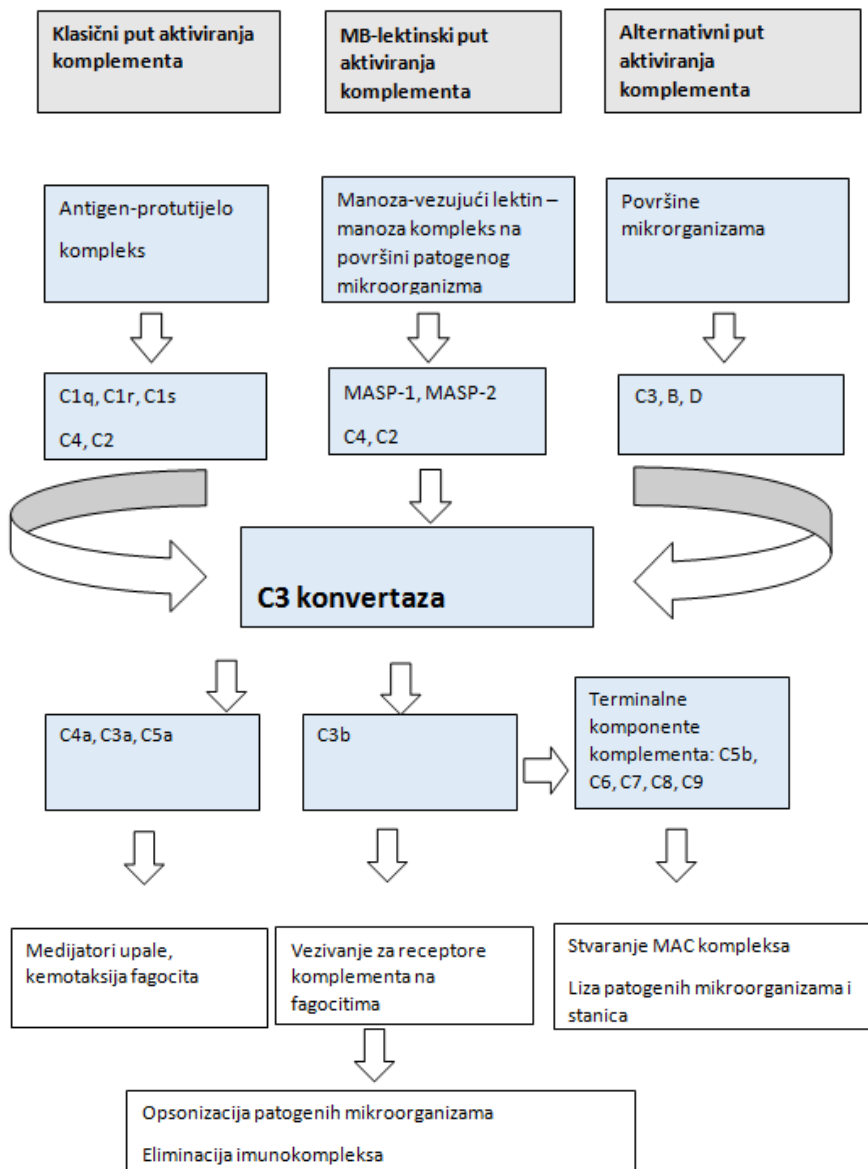 Klasični put aktiviranja
komplementa
MB-lektinski put
aktiviranja
komplementa
Alternativni put
aktiviranja
komplementa
Antigen-protutijelo
kompleks
Manoza-vezujući lektin –
manoza kompleks na
površini patogenog
mikroorganizma
Površine
mikrorganizama
C1q, C1r, C1s
C4, C2
MASP-1, MASP-2
C4, C2
C3, B, D
C3 konvertaza
C4a, C3a, C5a
C3b
Terminalne
komponente
komplementa: C5b,
C6, C7, C8, C9
Medijatori upale,
kemotaksija fagocita
Vezivanje za receptore
komplementa na
fagocitima
Stvaranje MAC kompleksa
Liza patogenih mikroorganizama i
stanica
Opsonizacija patogenih mikroorganizama
Eliminacija imunokompleksa